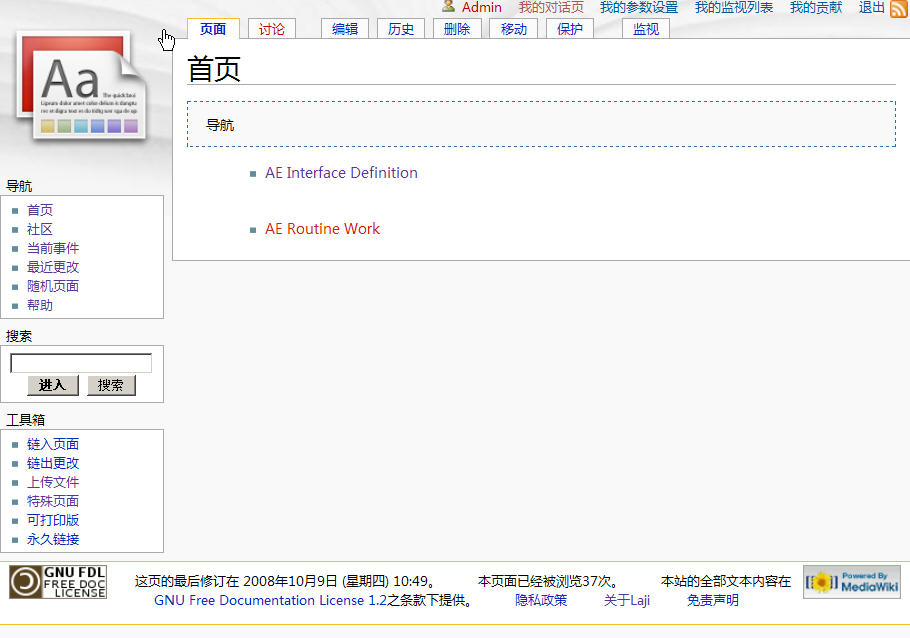 Admin 我的对话页 我的参数设置 我的监视列表 我的贡献 退出
页面 讨论 编辑 历史 删除 移动 保护 监视
首页
导航
AE Interface Definition
AE Routine Work
Aa
导航
首页
社区
当前事件
最近更改
随机页面
帮助
搜索
进入 搜索
工具箱
链入页面
链出更改
上传文件
特殊页面
可打印版
永久链接
GNU FDL
FREE DOC
LICENSE
这页的最后修订在 2008年10月9日 (星期四) 10:49。 本页面已经被浏览37次。 本站的全部文本内容在
GNU Free Documentation License 1.2之条款下提供。 隐私政策 关于Laji 免责声明
Powered By
MediaWiki